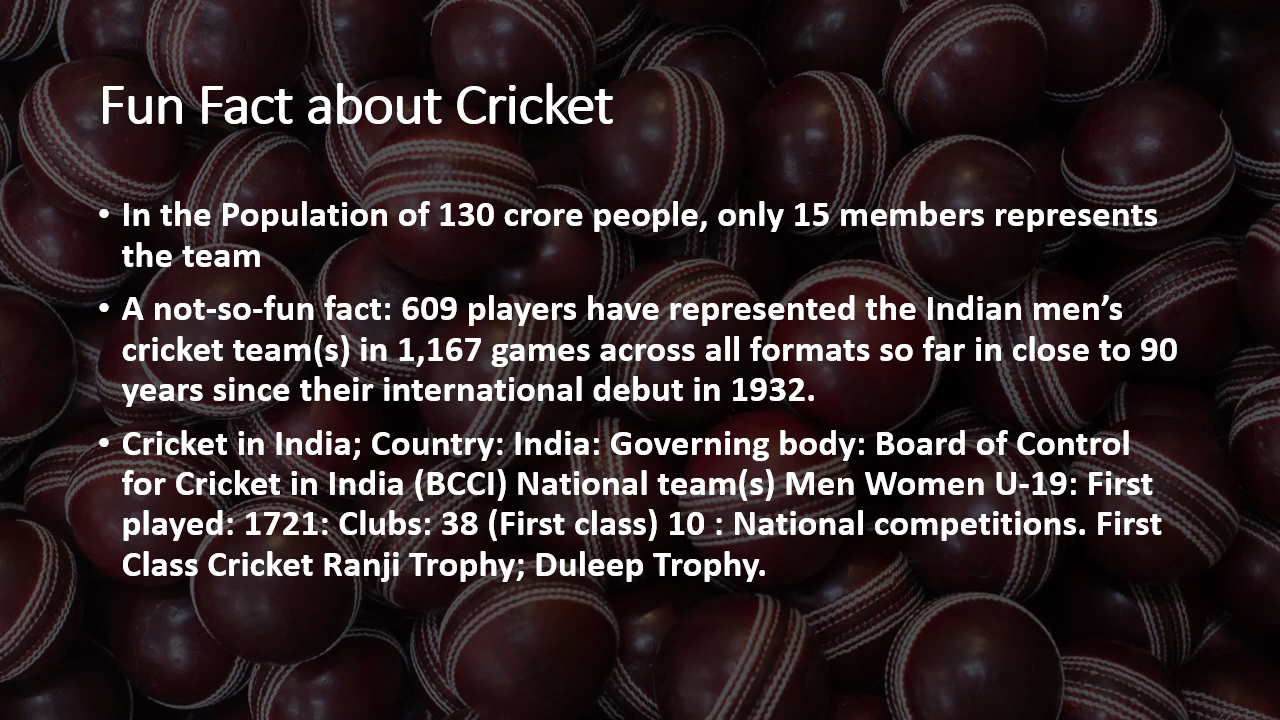 Fun Fact about Cricket
• In the Population of 130 crore people, only 15 members represents
the team
• A not-so-fun fact: 609 players have represented the Indian men’s
cricket team(s) in 1,167 games across all formats so far in close to 90
years since their international debut in 1932.
• Cricket in India; Country: India: Governing body: Board of Control
for Cricket in India (BCCI) National team(s) Men Women U-19: First
played: 1721: Clubs: 38 (First class) 10 : National competitions. First
Class Cricket Ranji Trophy; Duleep Trophy.